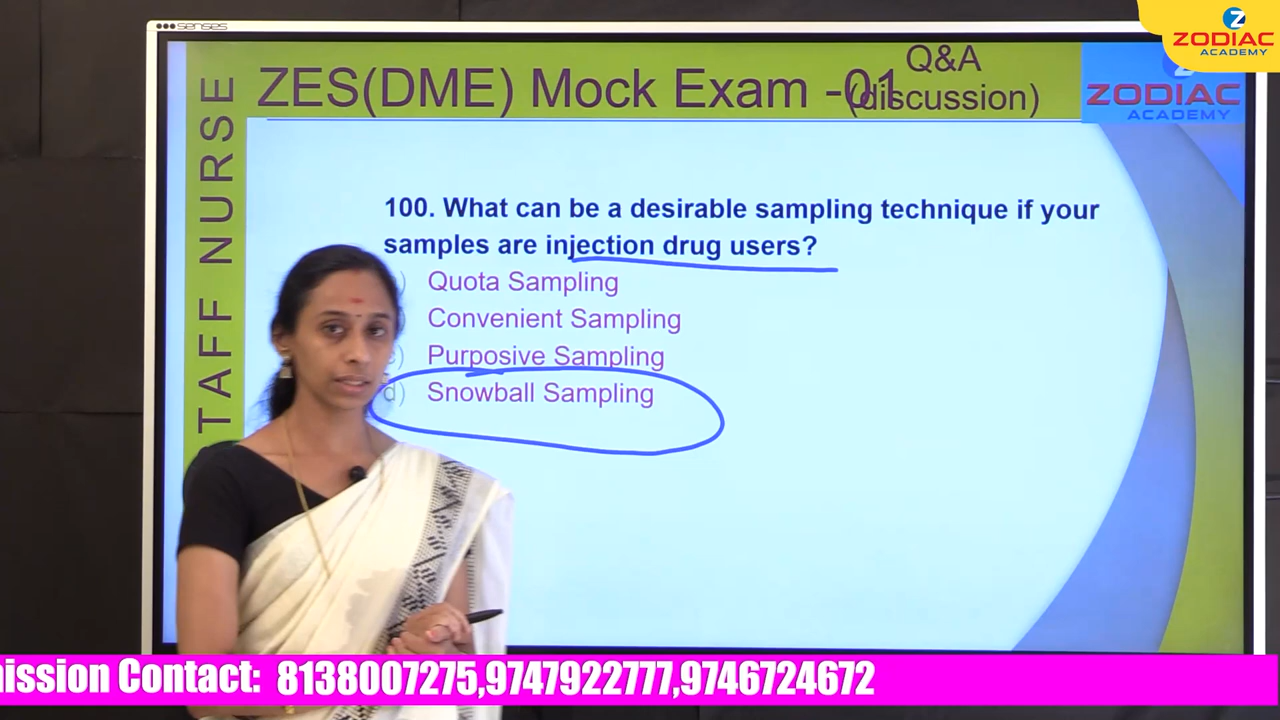 senses
ZODIAC
ACADEMY
ZES(DME) Mock Exam -01
Q&A
(discussion)
ZODIAC
ACADEMY
TAFF NURSE
100. What can be a desirable sampling technique if your
samples are injection drug users?
) Quota Sampling
Convenient Sampling
c) Purposive Sampling
d) Snowball Sampling
ission Contact: 8138007275,9747922777,9746724672